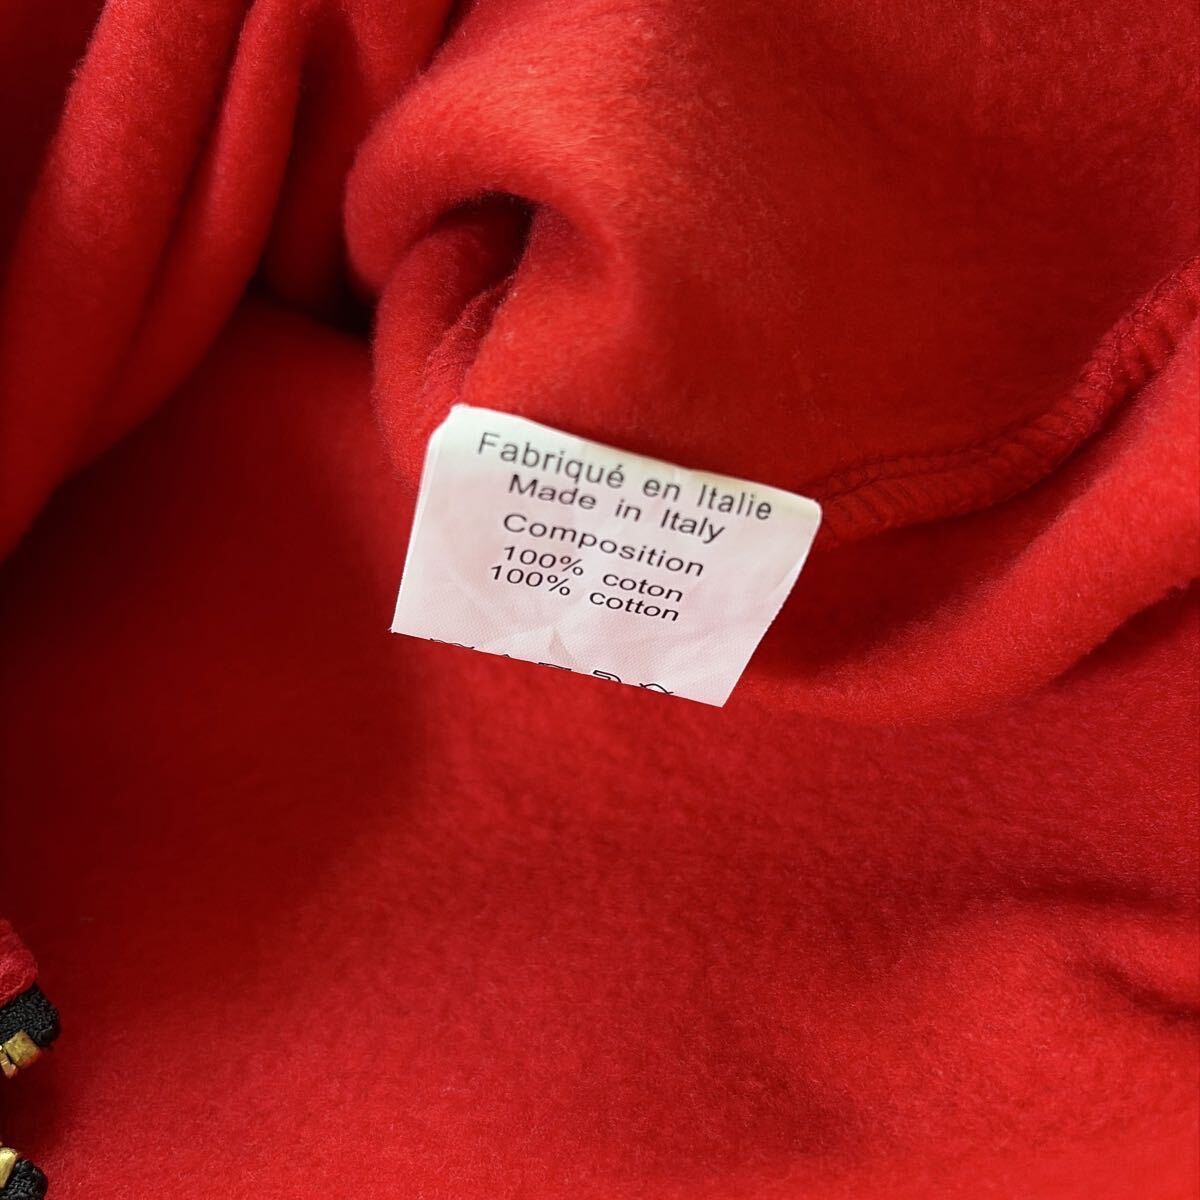 Fabriqué en Italie
Made in Italy
Composition
100% coton
100% cotton